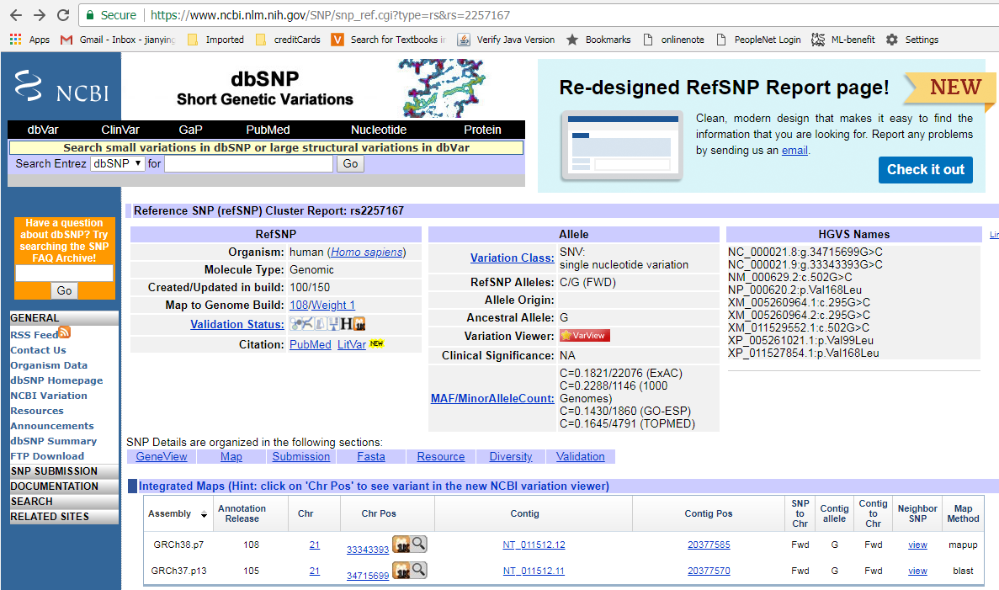 Secure | https://www.ncbi.nlm.nih.gov/SNP/snp_ref.cgi?type=rs&rs=2257167
Apps Gmail - Inbox - jianying Imported creditCards Search for Textbooks in Verify Java Version Bookmarks onlinenote PeopleNet Login ML-benefit Settings
NCBI
dbSNP
Short Genetic Variations
dbVar ClinVar GaP PubMed Nucleotide Protein
Search small variations in dbSNP or large structural variations in dbVar
Search Entrez dbSNP for Go
Re-designed RefSNP Report page!
NEW
Clean, modern design that makes it easy to find the
information that you are looking for. Report any problems
by sending us an email.
Check it out
Have a question
about dbSNP? Try
searching the SNP
FAQ Archive!
Go
GENERAL
RSS Feed
Contact Us
Organism Data
dbSNP Homepage
NCBI Variation
Resources
Announcements
dbSNP Summary
FTP Download
SNP SUBMISSION
DOCUMENTATION
SEARCH
RELATED SITES
Reference SNP (refSNP) Cluster Report: rs2257167
RefSNP
Organism: human (Homo sapiens)
Molecule Type: Genomic
Created/Updated in build: 100/150
Map to Genome Build: 108/Weight 1
Validation Status: H
Citation: PubMed LitVar NEW
Allele
Variation Class: SNV:
single nucleotide variation
RefSNP Alleles: C/G (FWD)
Allele Origin:
Ancestral Allele: G
Variation Viewer: VarView
Clinical Significance: NA
MAF/MinorAlleleCount: C=0.1821/22076 (ExAC)
C=0.2288/1146 (1000
Genomes)
C=0.1430/1860 (GO-ESP)
C=0.1645/4791 (TOPMED)
HGVS Names
NC_000021.8:g.34715699G>C
NC_000021.9:g.33343393G>C
NM_000629.2:c.502G>C
NP_000620.2:p.Val168Leu
XM_005260964.1:c.295G>C
XM_005260964.2:c.295G>C
XM_011529552.1:c.502G>C
XP_005261021.1:p.Val99Leu
XP_011527854.1:p.Val168Leu
SNP Details are organized in the following sections:
GeneView Map Submission Fasta Resource Diversity Validation
Integrated Maps (Hint: click on 'Chr Pos' to see variant in the new NCBI variation viewer)
Assembly Annotation Release Chr Chr Pos Contig Contig Pos SNP to Chr Contig allele Contig to Chr Neighbor SNP Map Method
GRCh38.p7 108 21 33343393 NT_011512.12 20377585 Fwd G Fwd view mapup
GRCh37.p13 105 21 34715699 NT_011512.11 20377570 Fwd G Fwd view blast